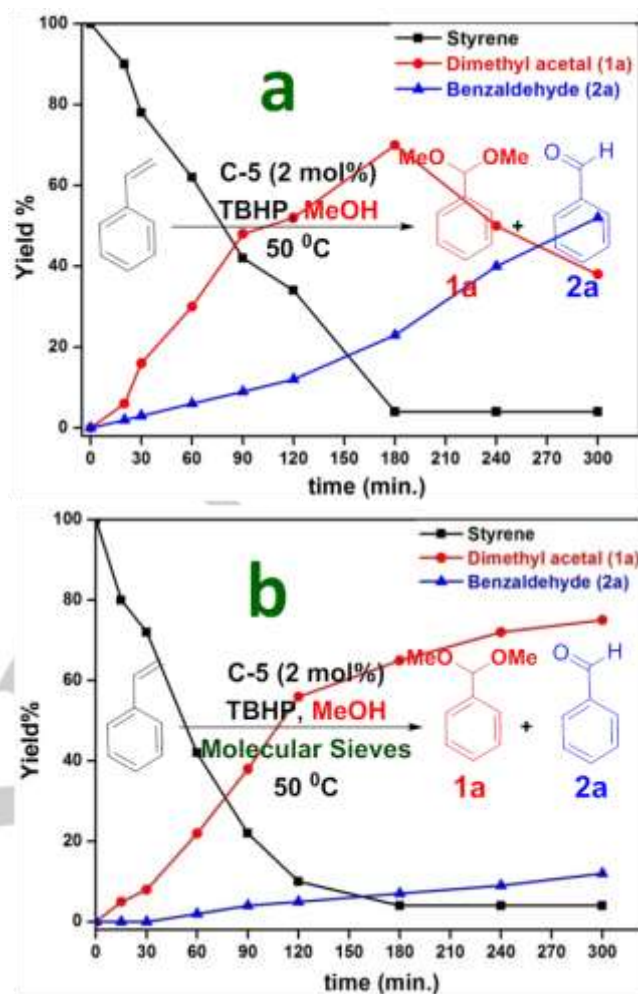 100
80
60
40
20
0
Yield %
Styrene
Dimethyl acetal (1a)
Benzaldehyde (2a)
a
C-5 (2 mol%)
TBHP, MeOH
50 ⁰C
MeO OMe
O H
+
1a 2a
0 30 60 90 120 150 180 210 240 270 300
time (min.)
100
80
60
40
20
0
Yield%
Styrene
Dimethyl acetal (1a)
Benzaldehyde (2a)
b
C-5 (2 mol%)
TBHP, MeOH
Molecular Sieves
50 ⁰C
MeO OMe
O H
+
1a 2a
0 30 60 90 120 150 180 210 240 270 300
time (min.)